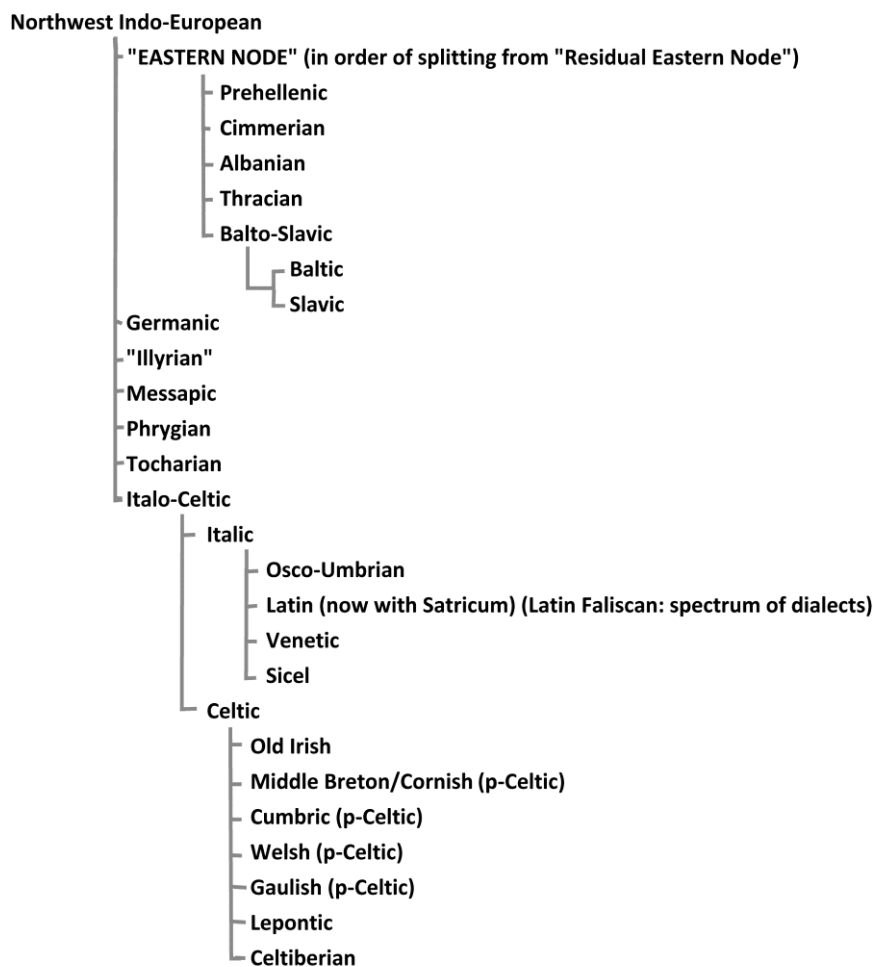 Northwest Indo-European
"EASTERN NODE" (in order of splitting from "Residual Eastern Node")
Prehellenic
Cimmerian
Albanian
Thracian
Balto-Slavic
Baltic
Slavic
Germanic
"Illyrian"
Messapic
Phrygian
Tocharian
Italo-Celtic
Italic
Osco-Umbrian
Latin (now with Satricum) (Latin Faliscan: spectrum of dialects)
Venetic
Sicel
Celtic
Old Irish
Middle Breton/Cornish (p-Celtic)
Cumbric (p-Celtic)
Welsh (p-Celtic)
Gaulish (p-Celtic)
Lepontic
Celtiberian